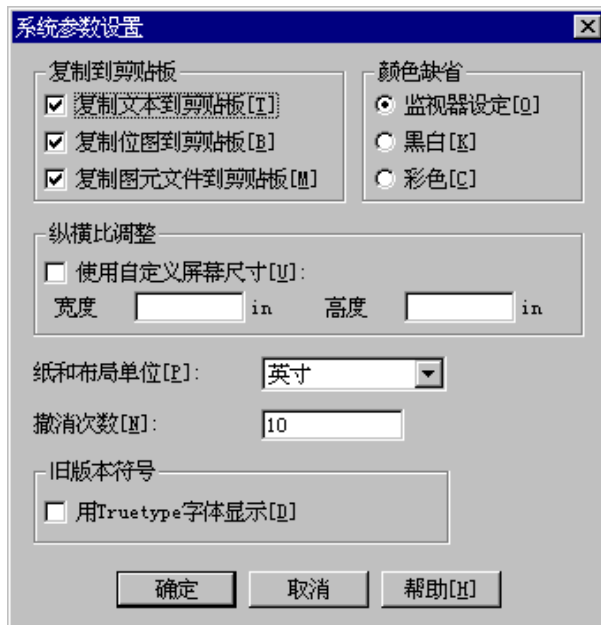 系统参数设置
复制到剪贴板
复制文本到剪贴板[T]
复制位图到剪贴板[B]
复制图元文件到剪贴板[M]
颜色缺省
监视器设定[O]
黑白[K]
彩色[C]
纵横比调整
使用自定义屏幕尺寸[U]:
宽度 in 高度 in
纸和布局单位[P]: 英寸
撤消次数[N]: 10
旧版本符号
用Truetype字体显示[D]
确定 取消 帮助[H]